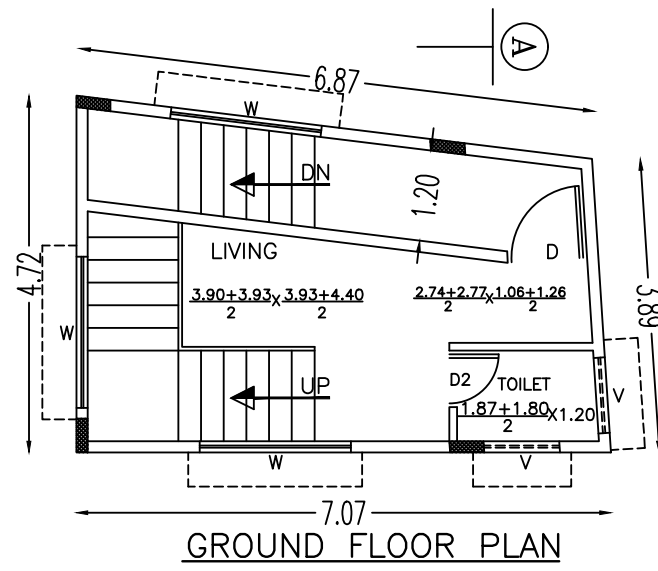 A
6.87
W
DN
1.20
LIVING
D
4.72
3.90+3.93 X 3.93+4.40
2 2
2.74+2.77 X 1.06+1.26
2 2
3.89
W
UP
D2
TOILET
1.87+1.80 X1.20
2
V
W
V
7.07
GROUND FLOOR PLAN